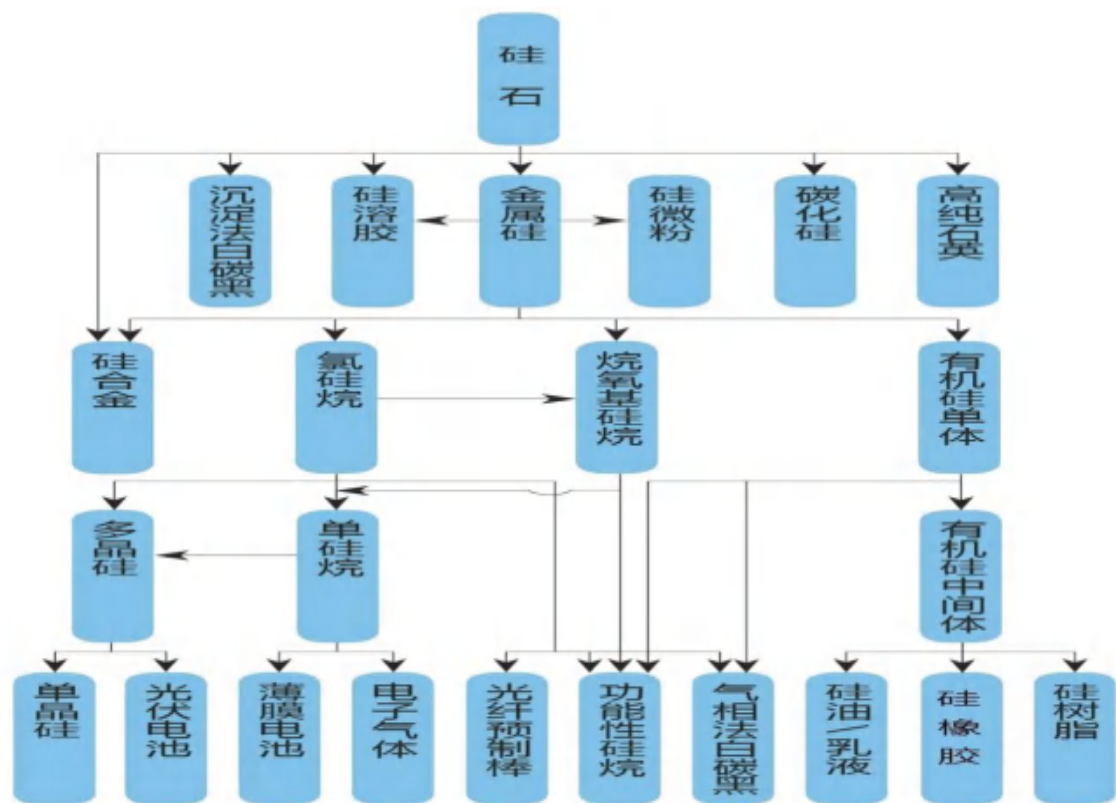 硅石
沉淀法白碳黑
硅溶胶
金属硅
硅微粉
碳化硅
高纯石英
硅合金
氯硅烷
烷氧基硅烷
有机硅单体
多晶硅
单硅烷
有机硅中间体
单晶硅
光伏电池
薄膜电池
电子气体
光纤预制棒
功能性硅烷
气相法白碳黑
硅油/乳液
硅橡胶
硅树脂